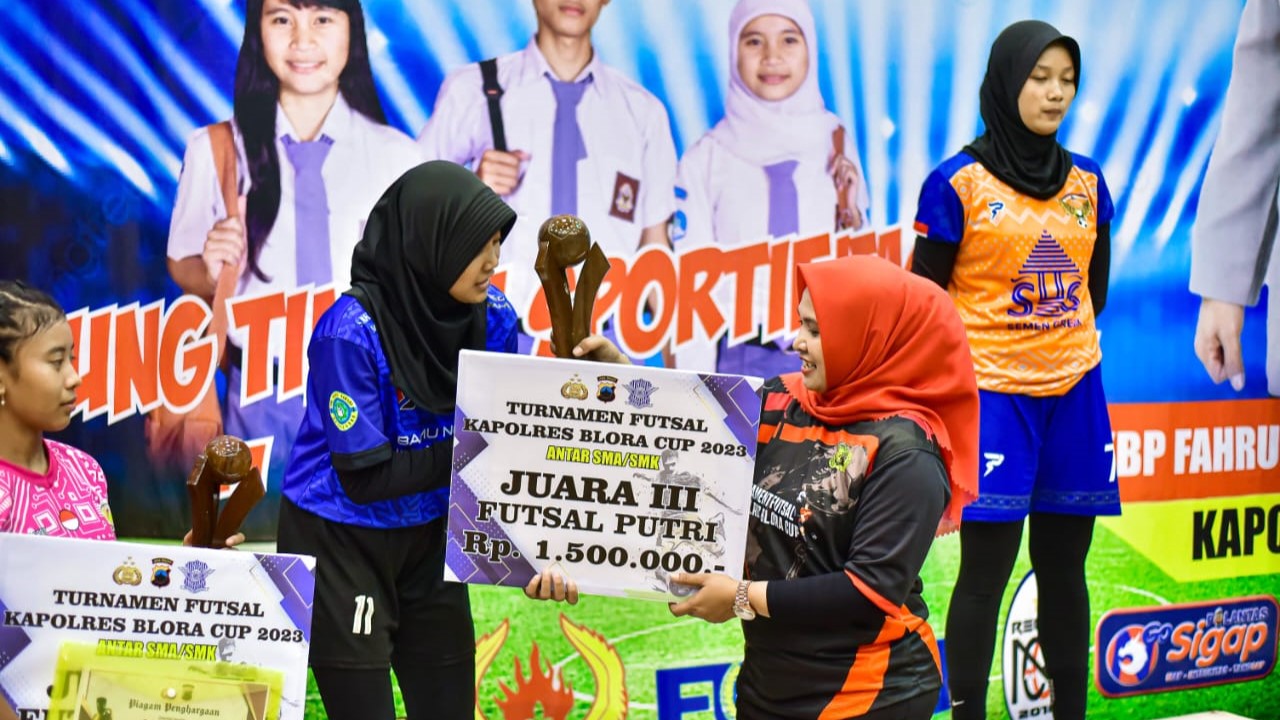 UNG TI SPORTIF
TURNAMEN FUTSAL
KAPOLRES BLORA CUP 2023
ANTAR SMA/SMK
JUARA III
FUTSAL PUTRI
Rp. 1.500.000.-
TURNAMEN FUTSAL
KAPOLRES BLORA CUP 2023
ANTAR SMA/SMK
Piagam Penghargaan
11
SEMEN GRESIK
7
BP FAHRU
KAPO
POLANTAS
Sigap